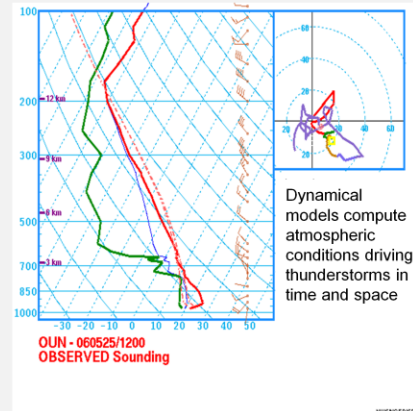 100
200
300
500
700
850
1000
12 km
9 km
6 km
3 km
-30 -20 -10 0 10 20 30 40 50
60
20
20
20
40
60
OUN - 060525/1200
OBSERVED Sounding
Dynamical
models compute
atmospheric
conditions driving
thunderstorms in
time and space